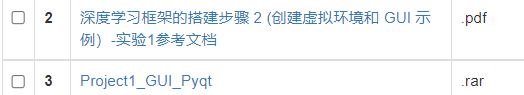 2 深度学习框架的搭建步骤 2 (创建虚拟环境和 GUI 示 .pdf
例）-实验1参考文档
3 Project1_GUI_Pyqt .rar